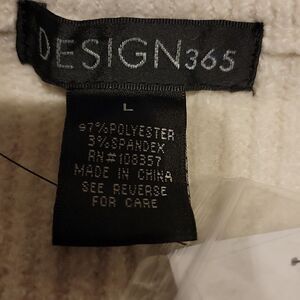 DESIGN365
L
97%POLYESTER
3%SPANDEX
RN#108357
MADE IN CHINA
SEE REVERSE
FOR CARE